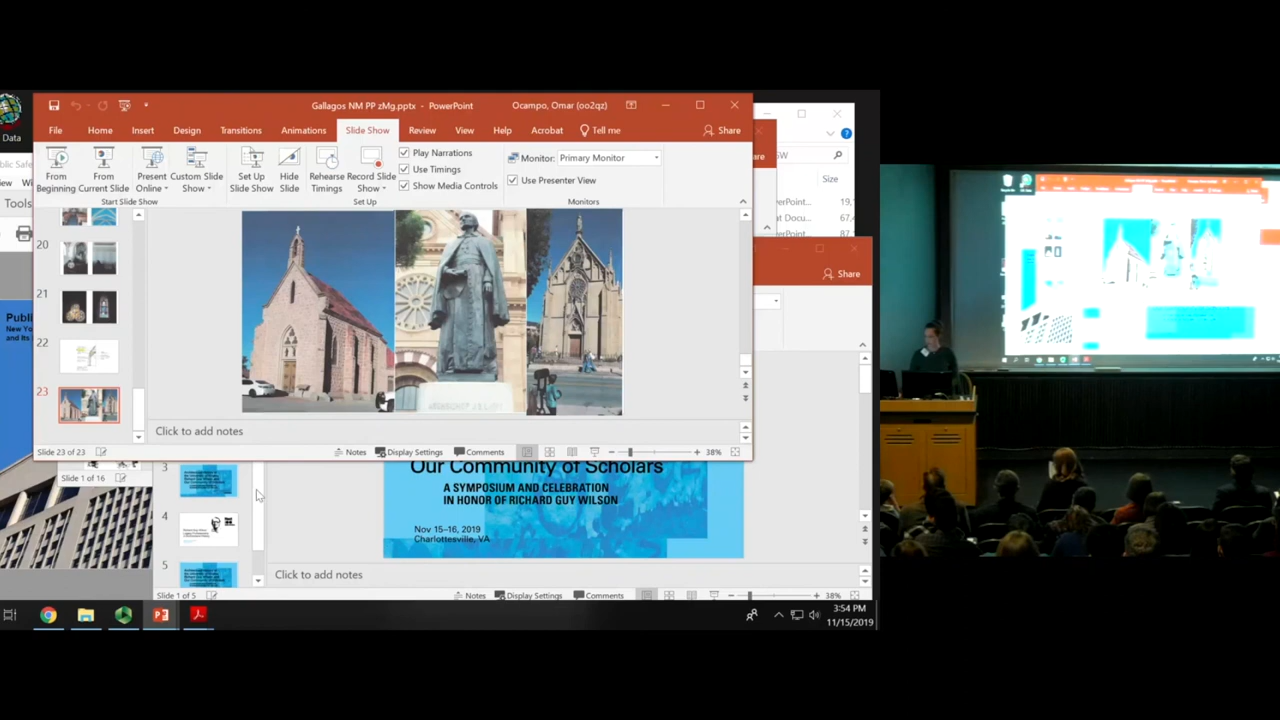 Data
Gallagos NM PP zMg.pptx - PowerPoint
Ocampo, Omar (oo2qz)
File Home Insert Design Transitions Animations Slide Show Review View Help Acrobat Tell me Share
From Beginning
From Current Slide
Present Online
Custom Slide Show
Set Up Slide Show
Hide Slide
Rehearse Timings
Record Slide Show
Play Narrations
Use Timings
Show Media Controls
Monitor: Primary Monitor
Use Presenter View
Start Slide Show
Set Up
Monitors
Tools
Size
19,
67,
87,
Share
20
21
22
23
Click to add notes
Slide 23 of 23
Notes Display Settings Comments 38%
Slide 1 of 16
3
4
5
Our Community of Scholars
A SYMPOSIUM AND CELEBRATION
IN HONOR OF RICHARD GUY WILSON
Nov 15–16, 2019
Charlottesville, VA
Click to add notes
Slide 1 of 5
Notes Display Settings Comments 38%
3:54 PM
11/15/2019